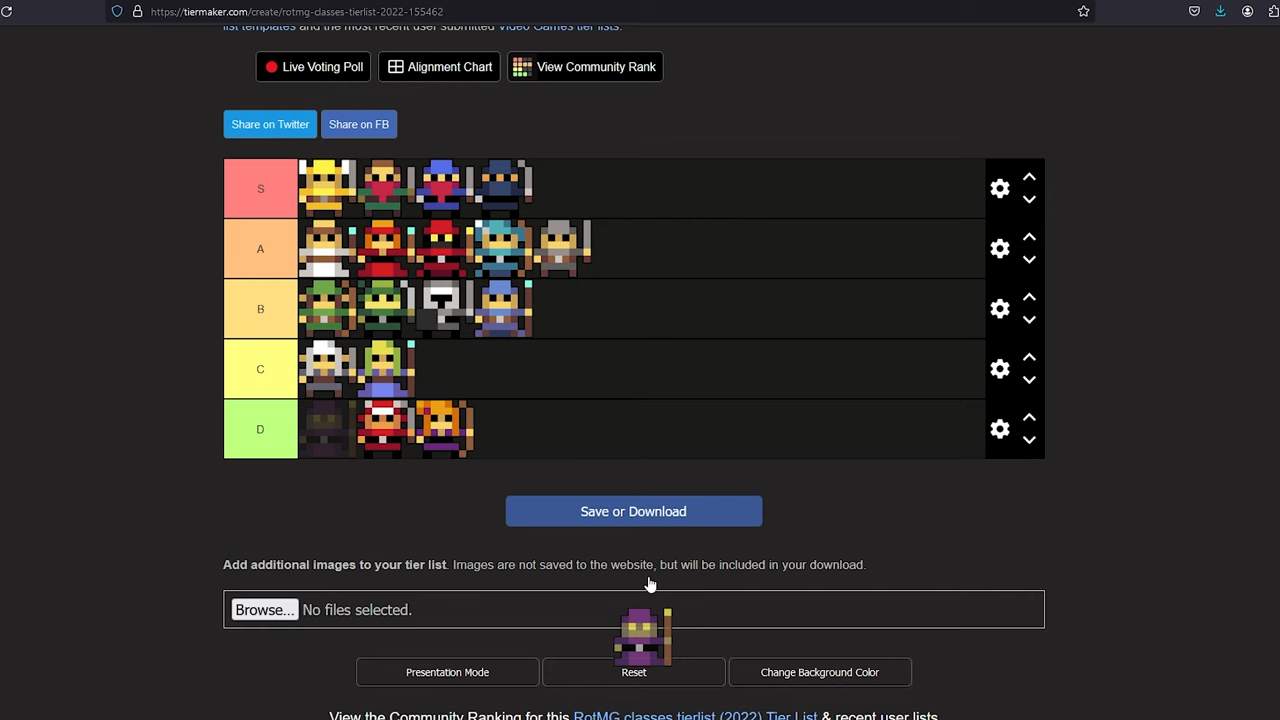 https://tiermaker.com/create/rotmg-classes-tierlist-2022-155462
list templates and the most recent user submitted Video Games tier lists.
Live Voting Poll
Alignment Chart
View Community Rank
Share on Twitter
Share on FB
S
A
B
C
D
Save or Download
Add additional images to your tier list. Images are not saved to the website, but will be included in your download.
Browse... No files selected.
Presentation Mode
Reset
Change Background Color
View the Community Ranking for this RotMG classes tierlist (2022) Tier List & recent user lists